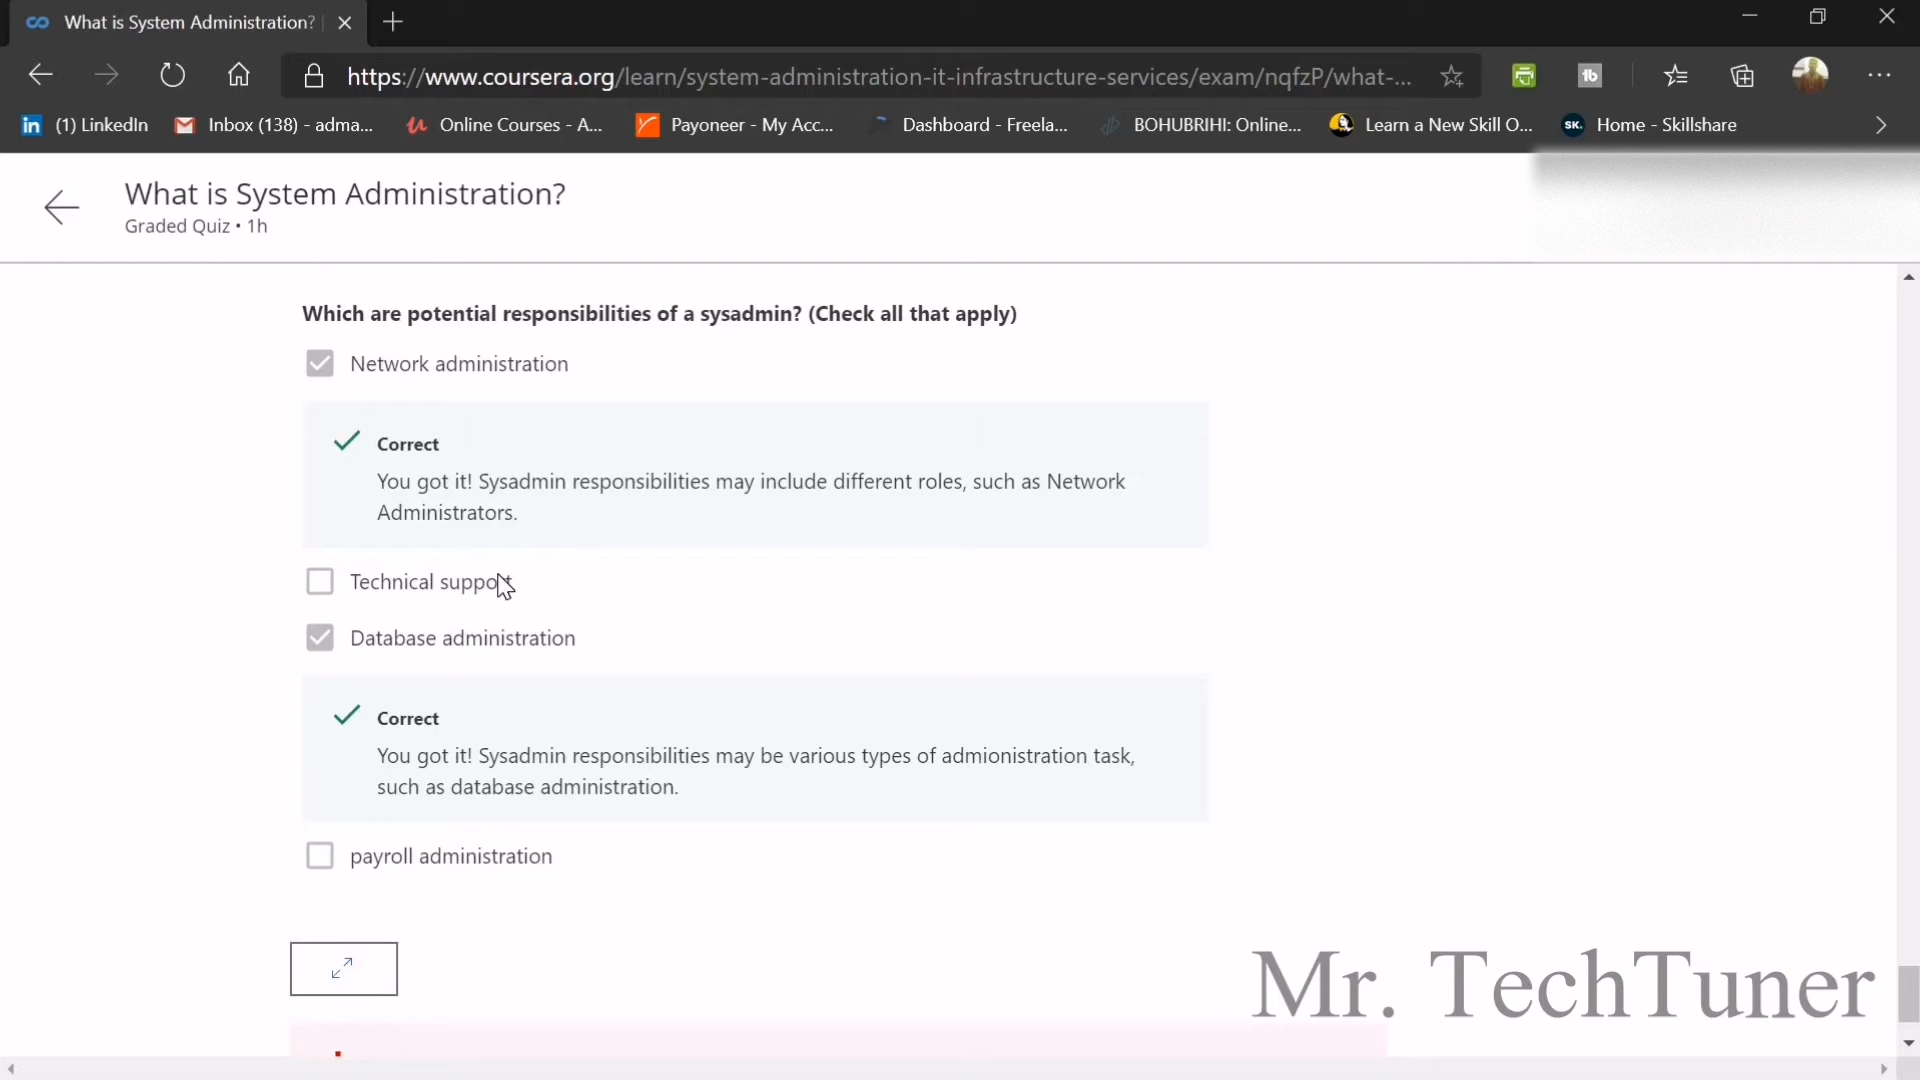 What is System Administration?
https://www.coursera.org/learn/system-administration-it-infrastructure-services/exam/nqfzP/what-...
(1) LinkedIn
Inbox (138) - adma...
Online Courses - A...
Payoneer - My Acc...
Dashboard - Freela...
BOHUBRIHI: Online...
Learn a New Skill O...
SK.
Home - Skillshare
What is System Administration?
Graded Quiz • 1h
Which are potential responsibilities of a sysadmin? (Check all that apply)
Network administration
Correct
You got it! Sysadmin responsibilities may include different roles, such as Network
Administrators.
Technical support
Database administration
Correct
You got it! Sysadmin responsibilities may be various types of admionistration task,
such as database administration.
payroll administration
Mr. TechTuner